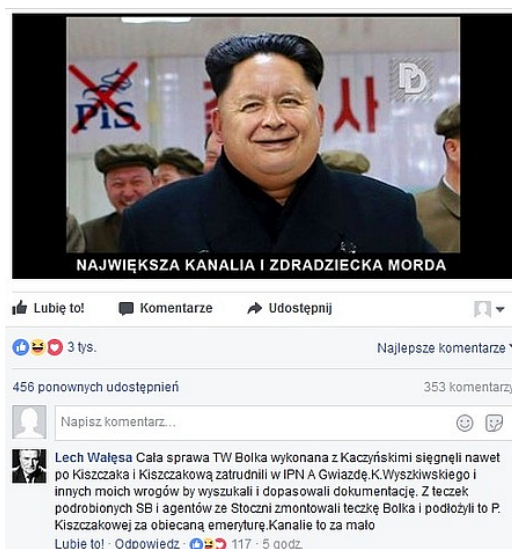 PiS
사
NAJWIĘKSZA KANALIA I ZDRADZIECKA MORDA
Lubię to! Komentarze Udostępnij
3 tys. Najlepsze komentarze
456 ponownych udostępnień 353 komentarzy
Napisz komentarz...
Lech Wałęsa Cała sprawa TW Bolka wykonana z Kaczyńskimi sięgnęli nawet
po Kiszczaka i Kiszczakową zatrudnili w IPN A Gwiazdę.K.Wyszkiwskiego i
innych moich wrogów by wyszukali i dopasowali dokumentację. Z teczek
podrobionych SB i agentów ze Stoczni zmontowali teczkę Bolka i podłożyli to P.
Kiszczakowej za obiecaną emeryturę.Kanalie to za mało
Lubię to! · Odpowiedz · 117 · 5 godz.